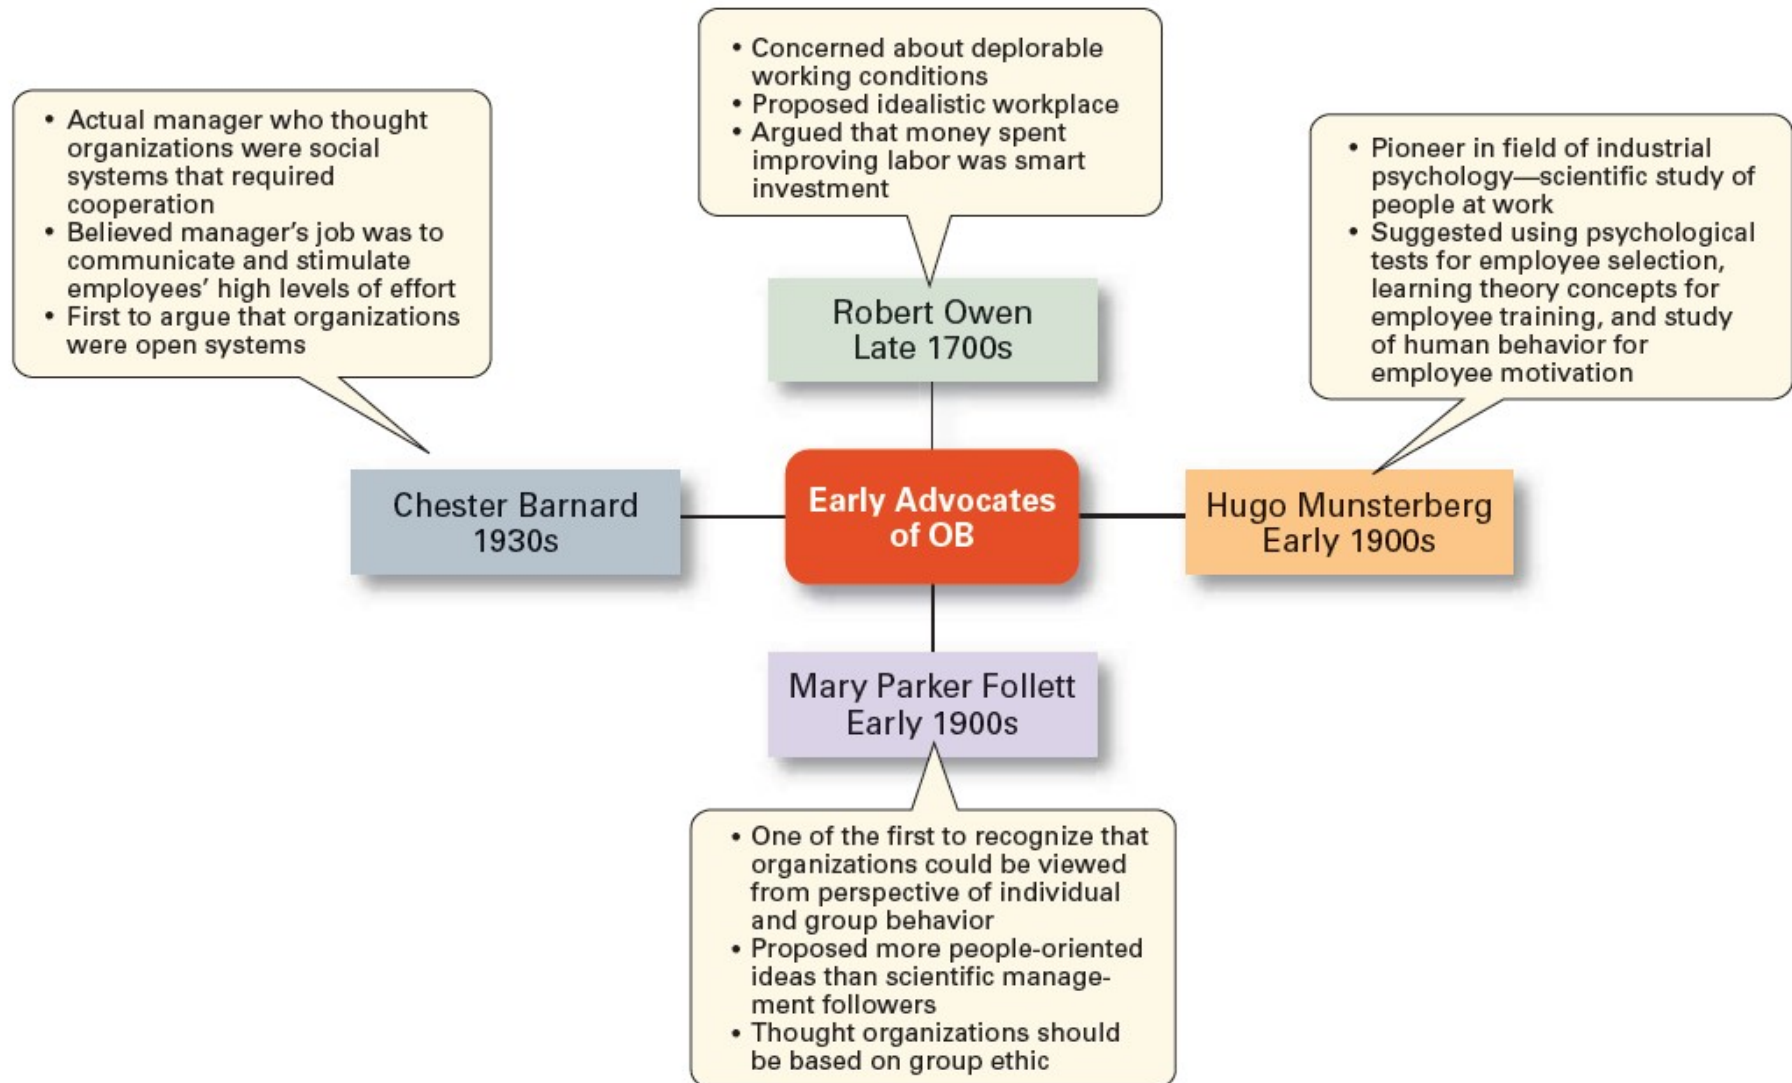 • Concerned about deplorable
working conditions
• Proposed idealistic workplace
• Argued that money spent
improving labor was smart
investment
• Actual manager who thought
organizations were social
systems that required
cooperation
• Believed manager's job was to
communicate and stimulate
employees' high levels of effort
• First to argue that organizations
were open systems
• Pioneer in field of industrial
psychology—scientific study of
people at work
• Suggested using psychological
tests for employee selection,
learning theory concepts for
employee training, and study
of human behavior for
employee motivation
Robert Owen
Late 1700s
Chester Barnard
1930s
Early Advocates
of OB
Hugo Munsterberg
Early 1900s
Mary Parker Follett
Early 1900s
• One of the first to recognize that
organizations could be viewed
from perspective of individual
and group behavior
• Proposed more people-oriented
ideas than scientific manage-
ment followers
• Thought organizations should
be based on group ethic